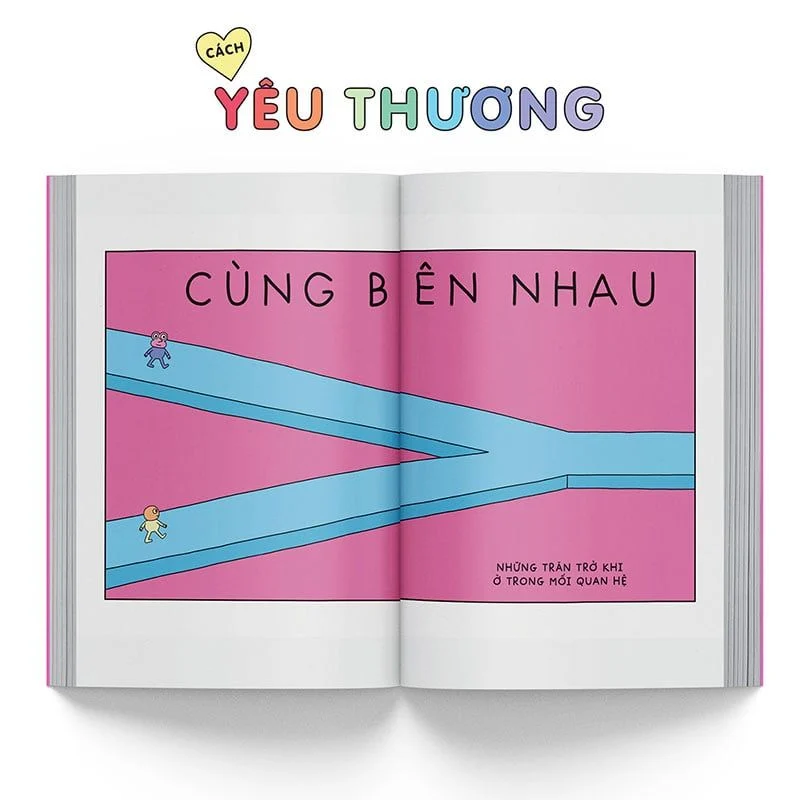 CÁCH
YÊU THƯƠNG
CÙNG BÊN NHAU
NHỮNG TRĂN TRỞ KHI
Ở TRONG MỐI QUAN HỆ